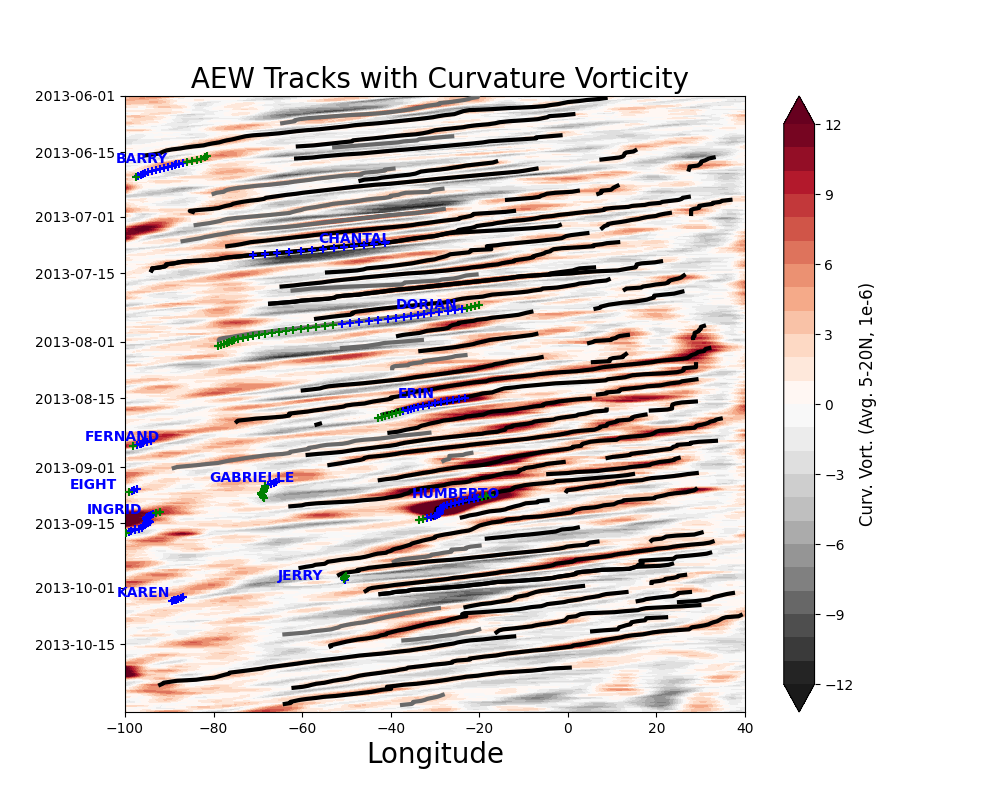 AEW Tracks with Curvature Vorticity
2013-06-01
2013-06-15
2013-07-01
2013-07-15
2013-08-01
2013-08-15
2013-09-01
2013-09-15
2013-10-01
2013-10-15
BARRY
CHANTAL
DORIAN
ERIN
FERNAND
GABRIELLE
EIGHT
HUMBERTO
INGRID
JERRY
KAREN
−100
−80
−60
−40
−20
0
20
40
Longitude
12
9
6
3
0
−3
−6
−9
−12
Curv. Vort. (Avg. 5-20N, 1e-6)